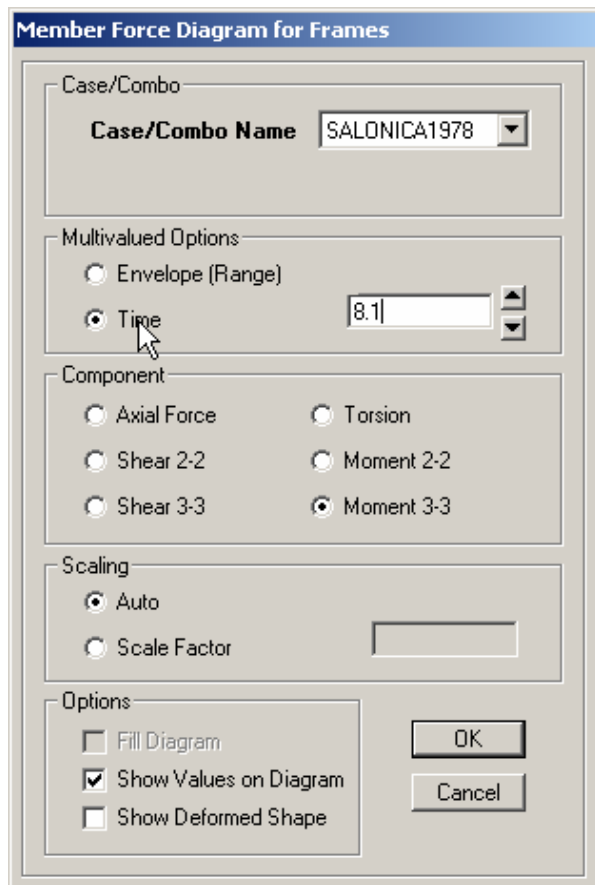 Member Force Diagram for Frames
Case/Combo
Case/Combo Name SALONICA1978
Multivalued Options
Envelope (Range)
Time 8.1
Component
Axial Force Torsion
Shear 2-2 Moment 2-2
Shear 3-3 Moment 3-3
Scaling
Auto
Scale Factor
Options
Fill Diagram
Show Values on Diagram
Show Deformed Shape
OK
Cancel